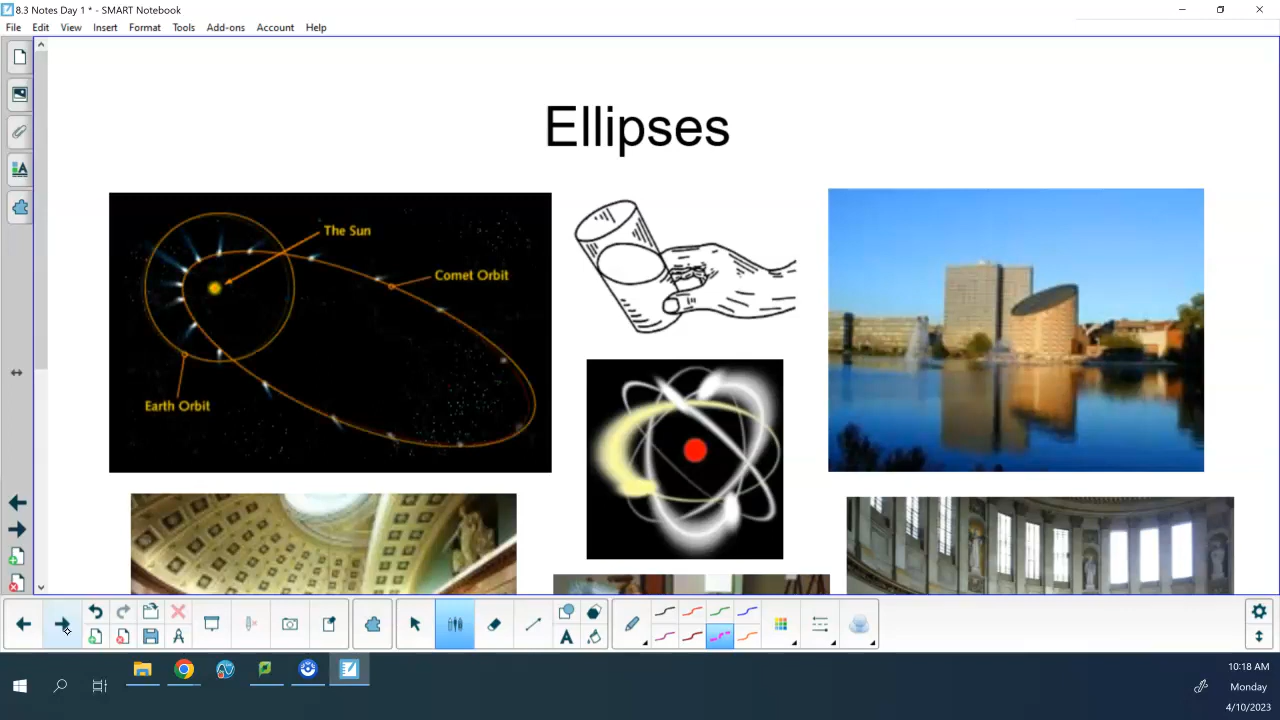 8.3 Notes Day 1 * - SMART Notebook
File Edit View Insert Format Tools Add-ons Account Help
Ellipses
The Sun
Comet Orbit
Earth Orbit
10:18 AM
Monday
4/10/2023